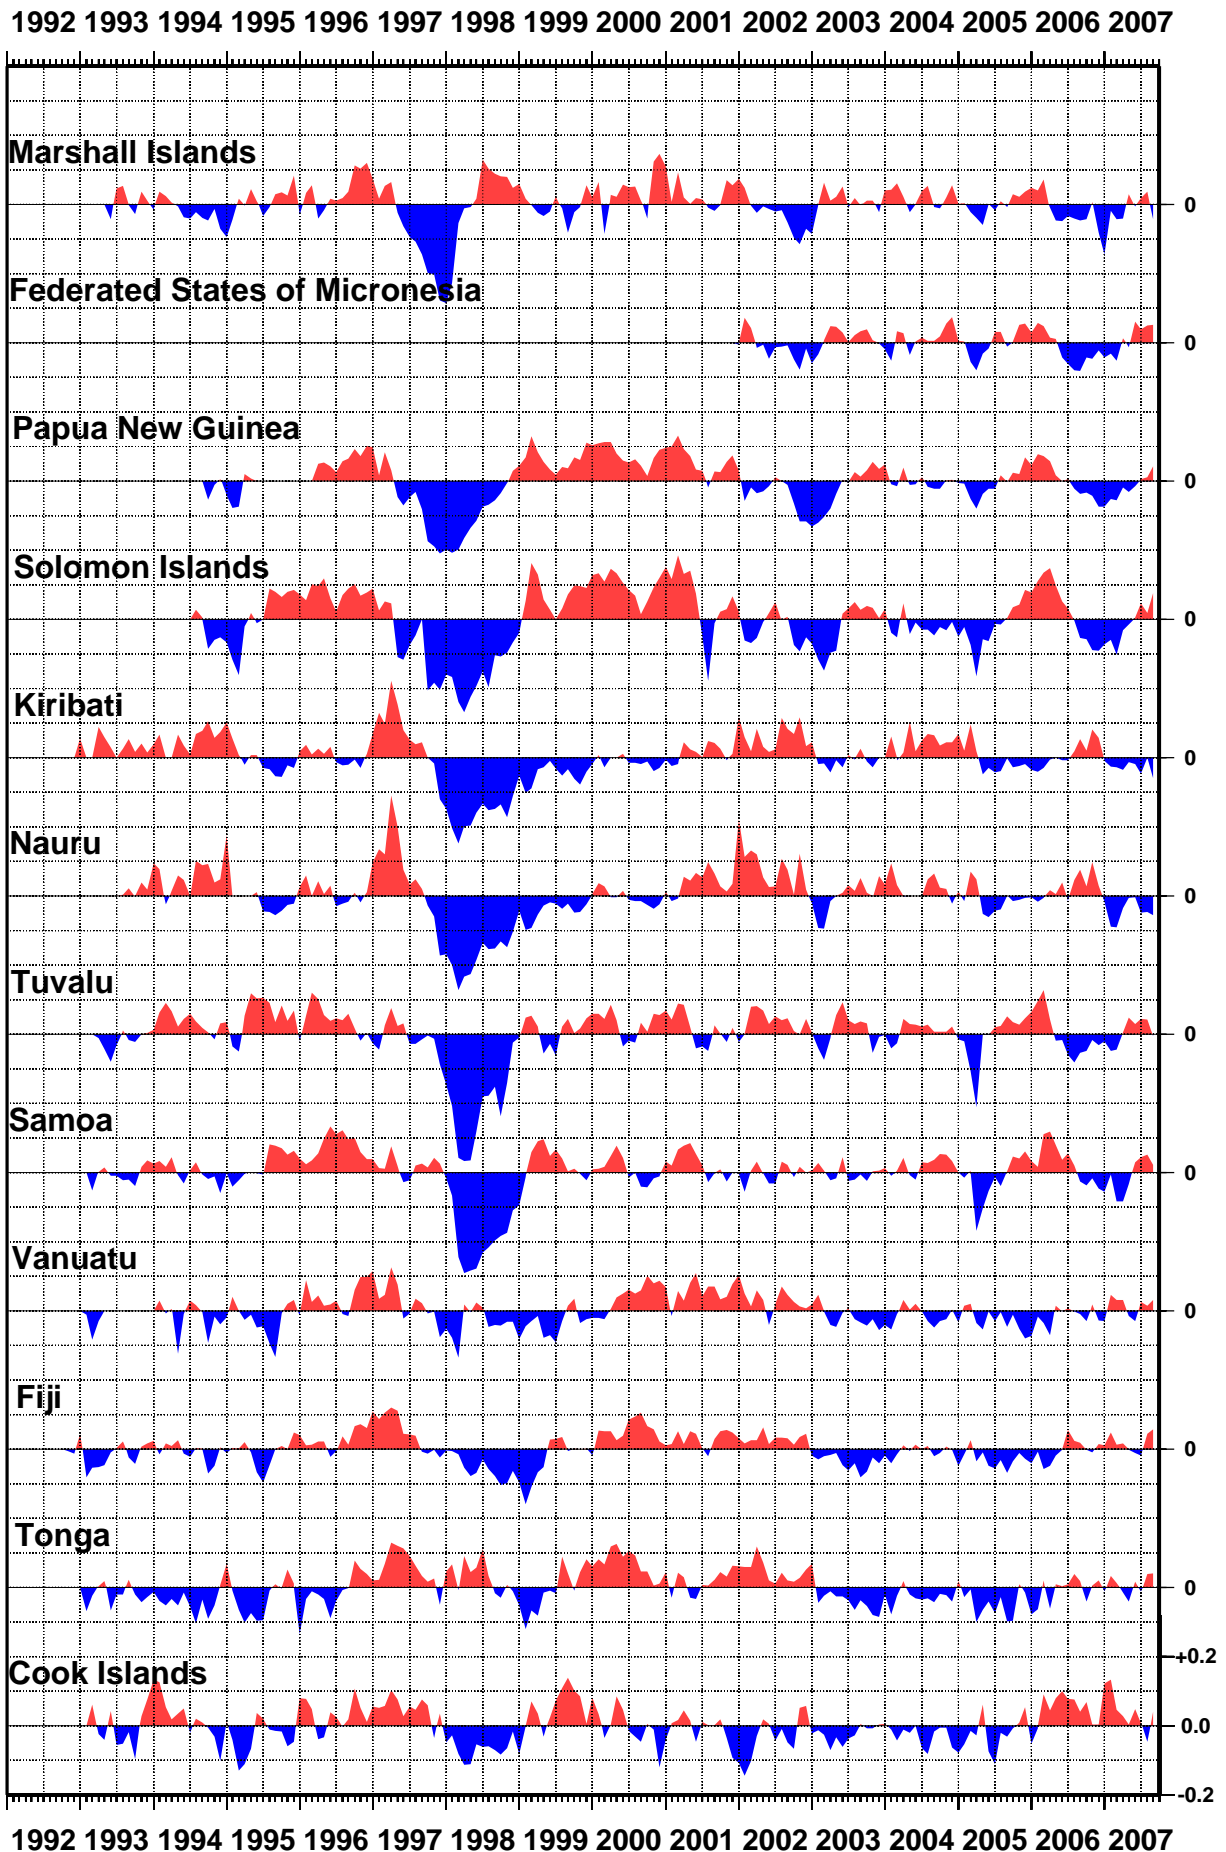 1992 1993 1994 1995 1996 1997 1998 1999 2000 2001 2002 2003 2004 2005 2006 2007
Marshall Islands
0
Federated States of Micronesia
0
Papua New Guinea
0
Solomon Islands
0
Kiribati
0
Nauru
0
Tuvalu
0
Samoa
0
Vanuatu
0
Fiji
0
Tonga
0
+0.2
Cook Islands
0.0
-0.2
1992 1993 1994 1995 1996 1997 1998 1999 2000 2001 2002 2003 2004 2005 2006 2007